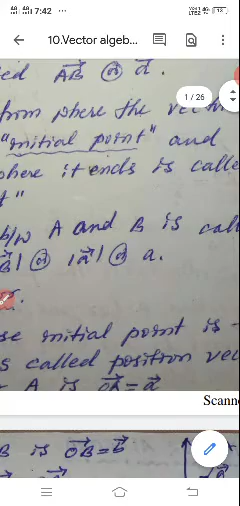 7:42
10.Vector algeb...
ed AB⃗ or a⃗.
1 / 26
from where the
"initial point" and
where it ends is calle
t"
b/w A and B is call
B⃗| or |a⃗| or a.
se initial point is
s called position vec
A is OA⃗ = a⃗
Scann
B is OB⃗ = b⃗